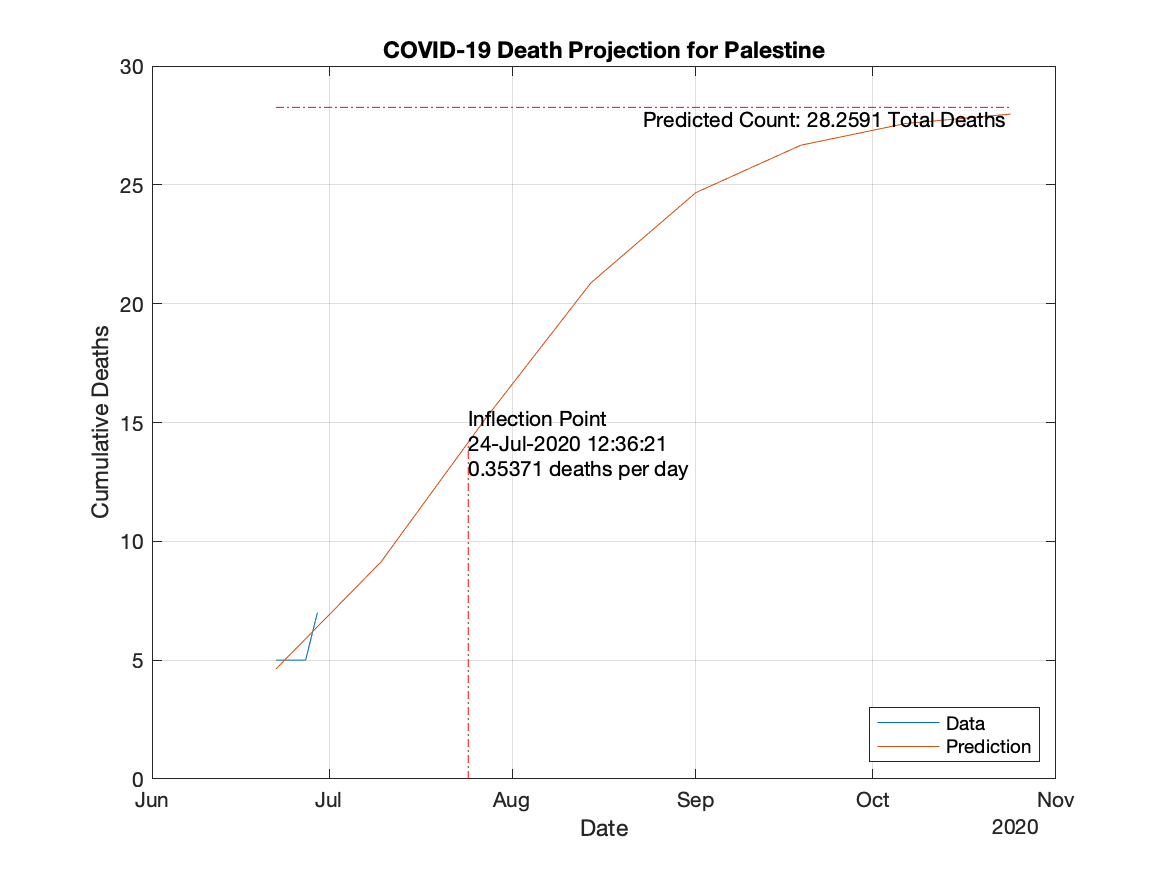 COVID-19 Death Projection for Palestine
30
Predicted Count: 28.2591 Total Deaths
25
20
15
Inflection Point
24-Jul-2020 12:36:21
0.35371 deaths per day
10
5
0
Cumulative Deaths
Data
Prediction
Jun Jul Aug Sep Oct Nov
Date
2020